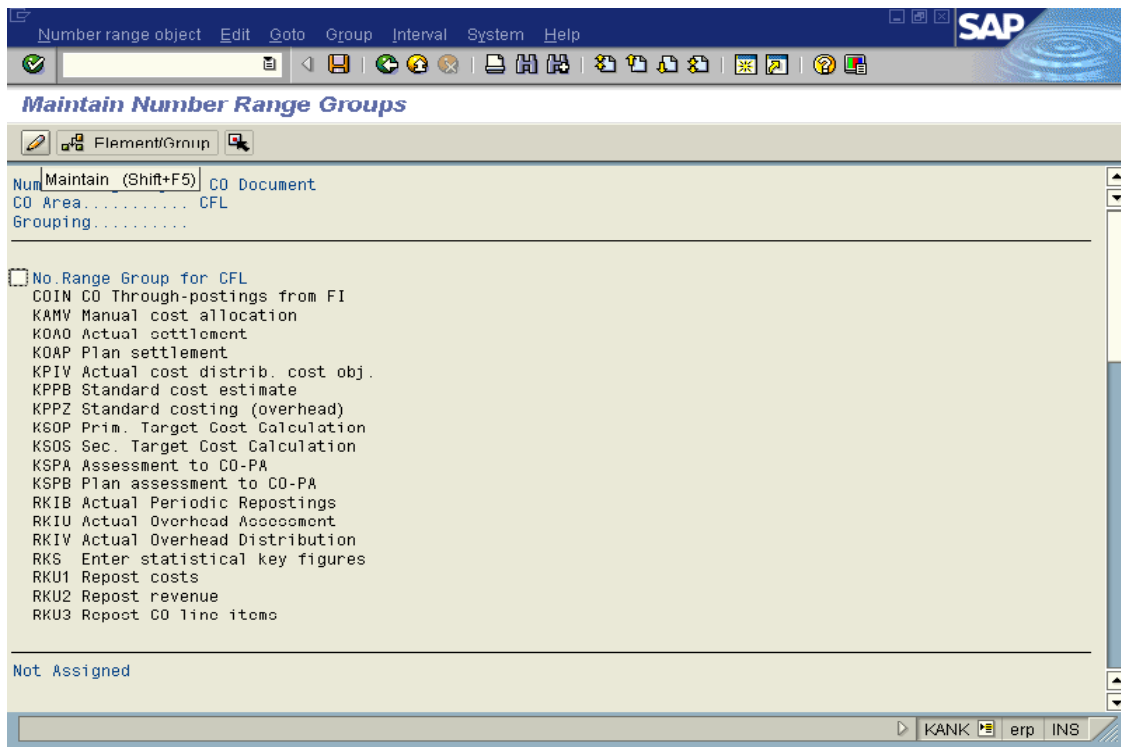 Number range object Edit Goto Group Interval System Help
SAP
Maintain Number Range Groups
Element/Group
Maintain (Shift+F5)
Num CO Document
CO Area........... CFL
Grouping..........
No.Range Group for CFL
COIN CO Through-postings from FI
KAMV Manual cost allocation
KOAO Actual settlement
KOAP Plan settlement
KPIV Actual cost distrib. cost obj.
KPPB Standard cost estimate
KPPZ Standard costing (overhead)
KSOP Prim. Target Cost Calculation
KSOS Sec. Target Cost Calculation
KSPA Assessment to CO-PA
KSPB Plan assessment to CO-PA
RKIB Actual Periodic Repostings
RKIU Actual Overhead Assessment
RKIV Actual Overhead Distribution
RKS Enter statistical key figures
RKU1 Repost costs
RKU2 Repost revenue
RKU3 Repost CO line items
Not Assigned
KANK erp INS